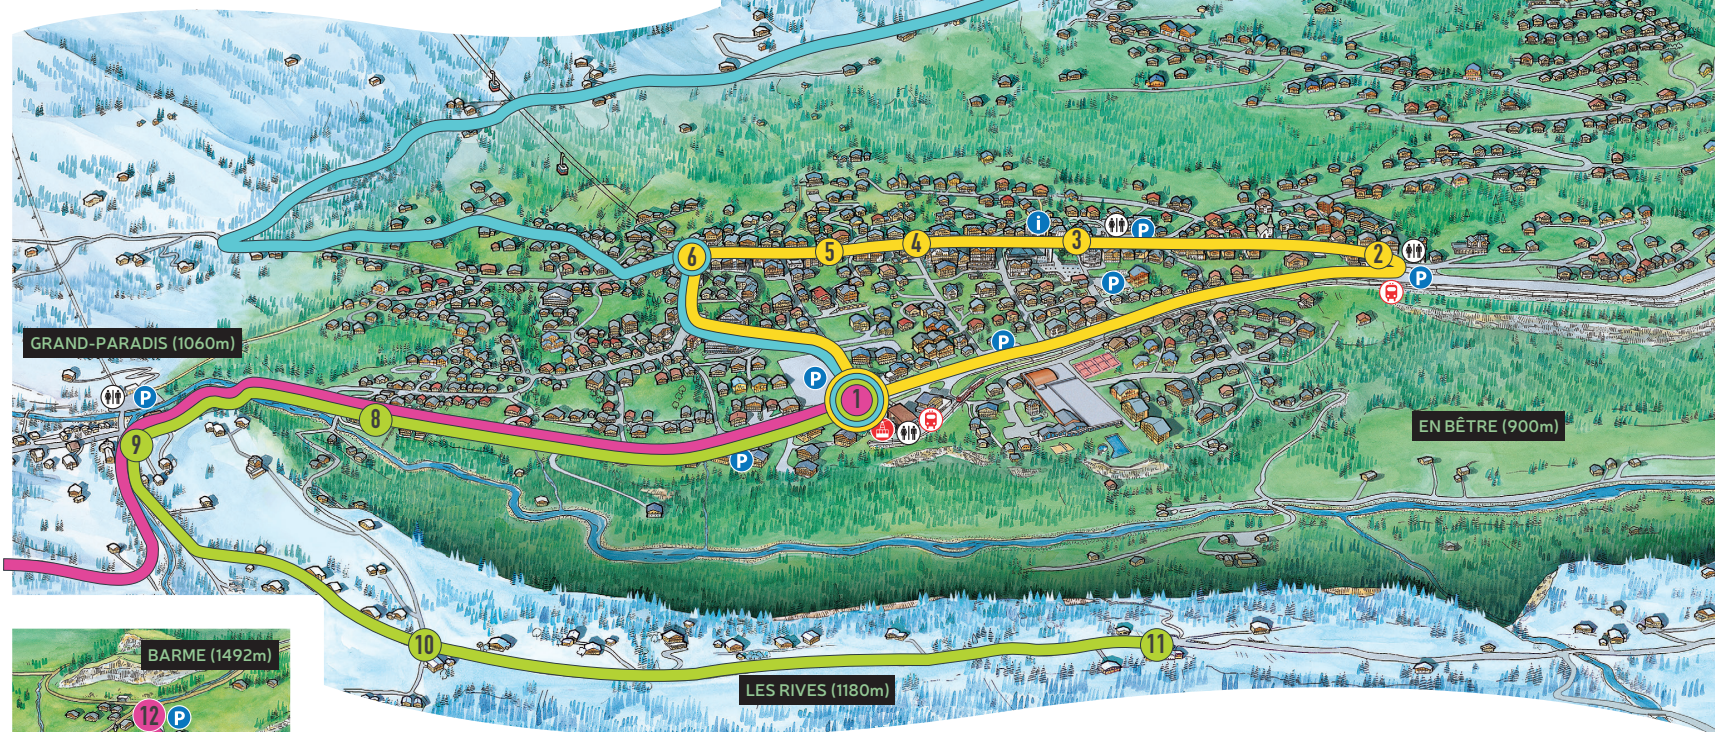 i
P
3
2
6
5
4
P
P
P
GRAND-PARADIS (1060m)
P
P
P
1
8
9
EN BÊTRE (900m)
P
10
11
BARME (1492m)
LES RIVES (1180m)
12
P